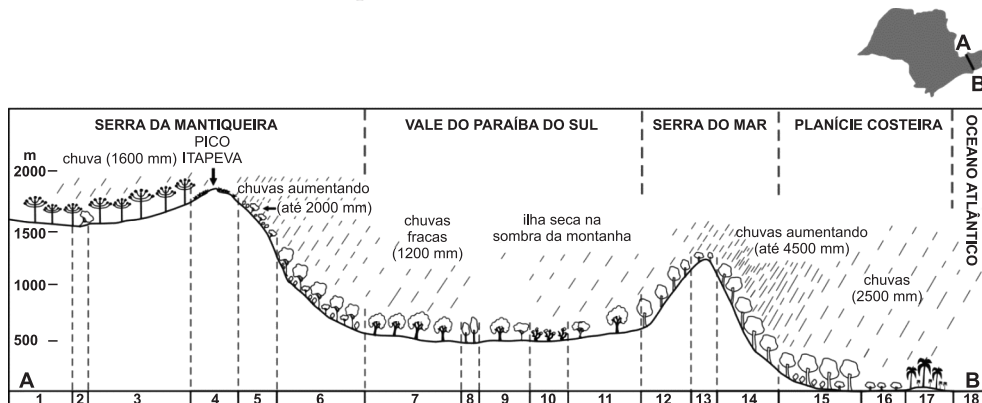 A
B
SERRA DA MANTIQUEIRA
VALE DO PARAÍBA DO SUL
SERRA DO MAR
PLANÍCIE COSTEIRA
OCEANO ATLÂNTICO
m
2000
1500
1000
500
chuva (1600 mm)
PICO
ITAPEVA
chuvas aumentando
(até 2000 mm)
chuvas
fracas
(1200 mm)
ilha seca na
sombra da montanha
chuvas aumentando
(até 4500 mm)
chuvas
(2500 mm)
A
B
1 2 3 4 5 6 7 8 9 10 11 12 13 14 15 16 17 18